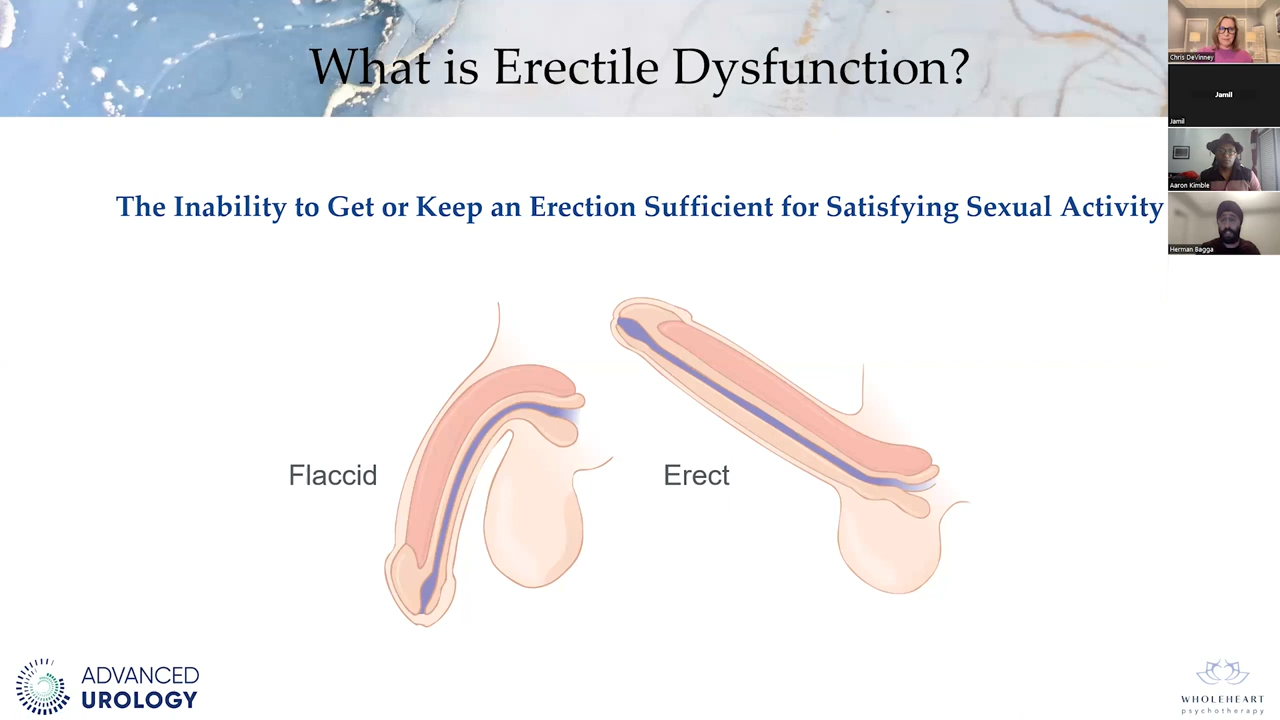 What is Erectile Dysfunction?
Chris DeVinney
Jamil
Jamil
Aaron Kimble
Herman Bagga
The Inability to Get or Keep an Erection Sufficient for Satisfying Sexual Activity
Flaccid
Erect
ADVANCED
UROLOGY
WHOLEHEART
psychotherapy